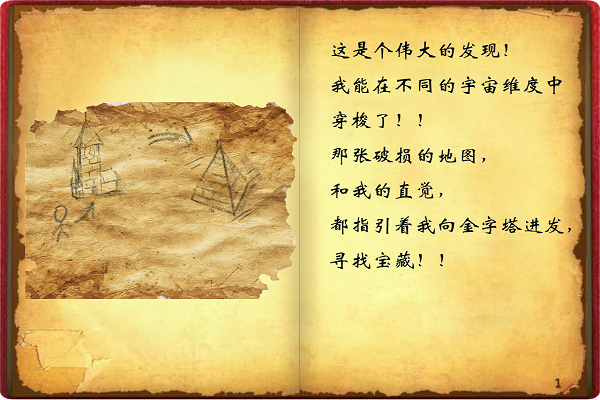 这是个伟大的发现！
我能在不同的宇宙维度中
穿梭了！！
那张破损的地图，
和我的直觉，
都指引着我向金字塔进发，
寻找宝藏！！
1